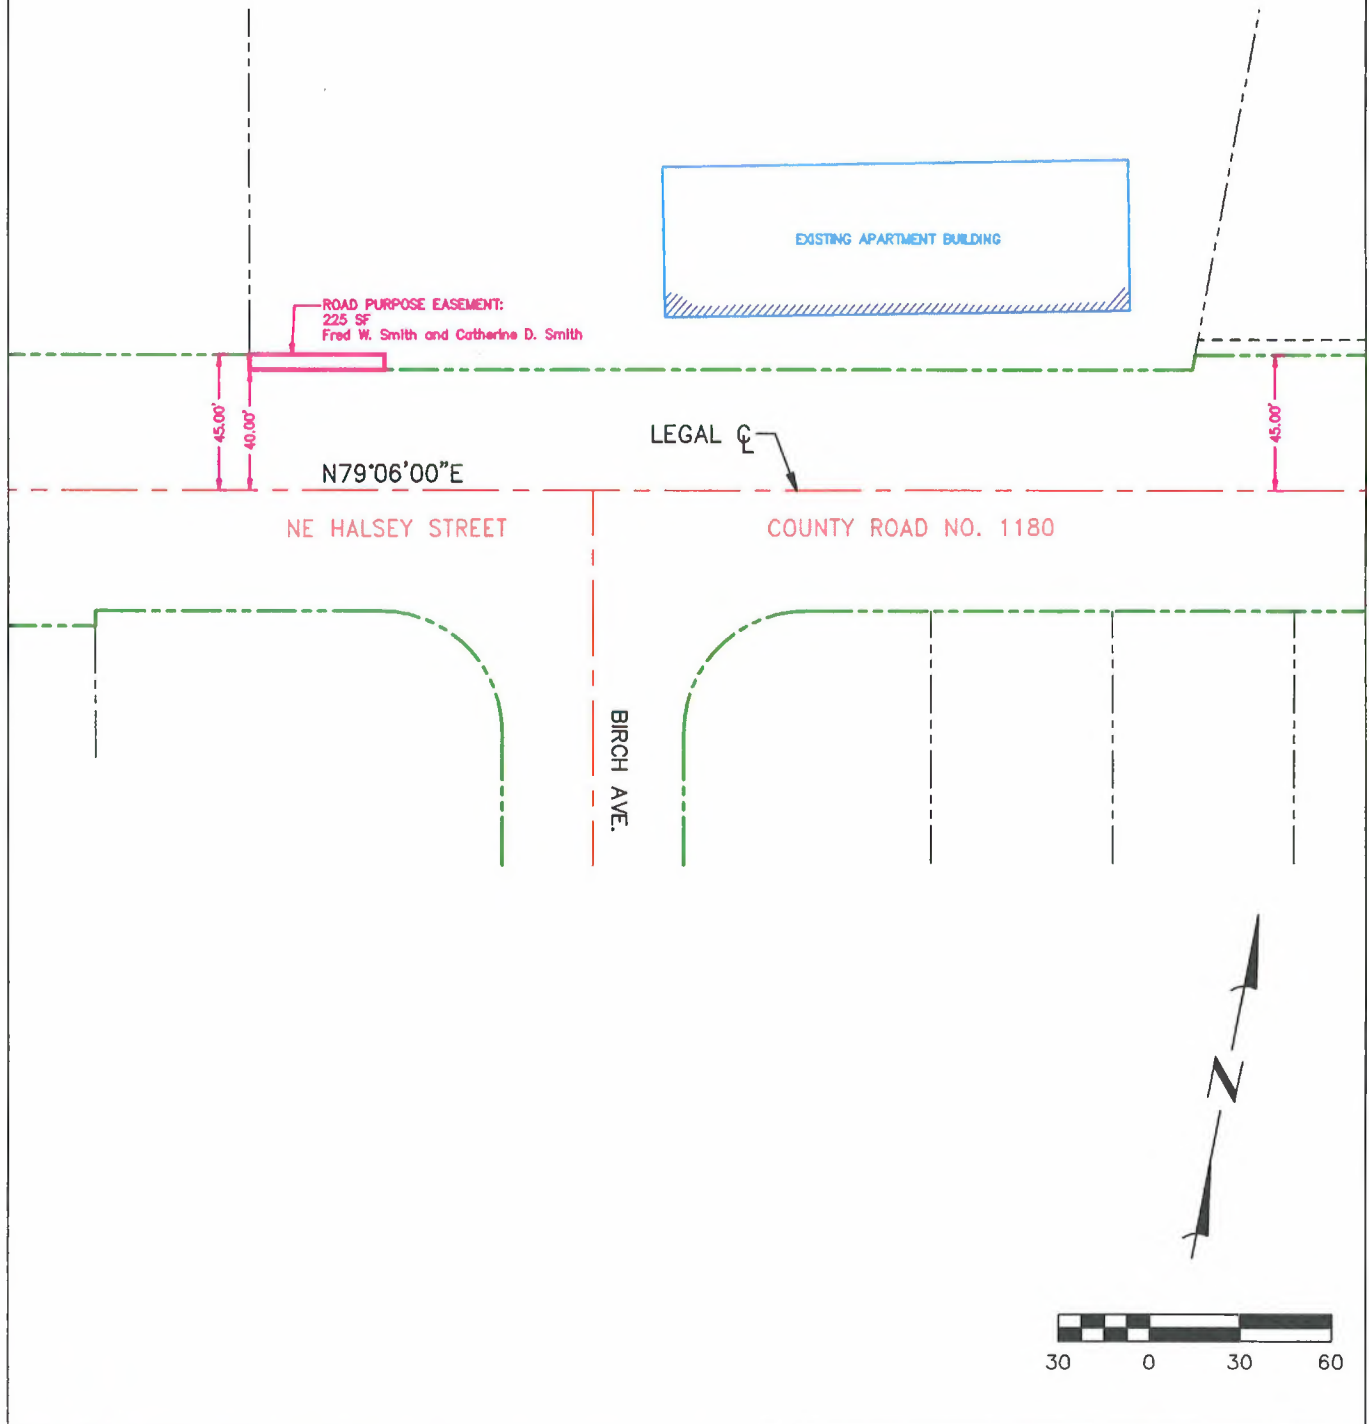 EXISTING APARTMENT BUILDING
ROAD PURPOSE EASEMENT:
225 SF
Fred W. Smith and Catherine D. Smith
45.00'
40.00'
45.00'
LEGAL ℄
N79°06'00"E
NE HALSEY STREET
COUNTY ROAD NO. 1180
BIRCH AVE.
N
30 0 30 60